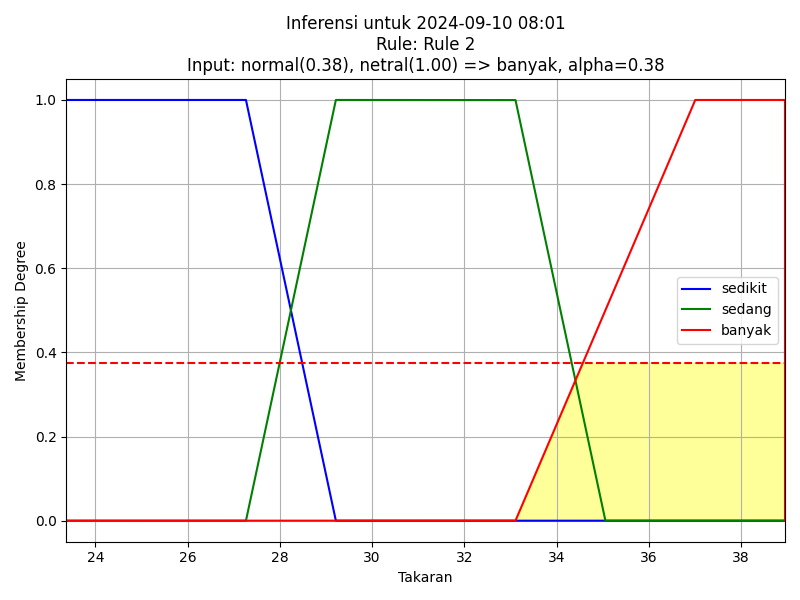 Inferensi untuk 2024-09-10 08:01
Rule: Rule 2
Input: normal(0.38), netral(1.00) => banyak, alpha=0.38
1.0
0.8
0.6
0.4
0.2
0.0
Membership Degree
sedikit
sedang
banyak
24 26 28 30 32 34 36 38
Takaran